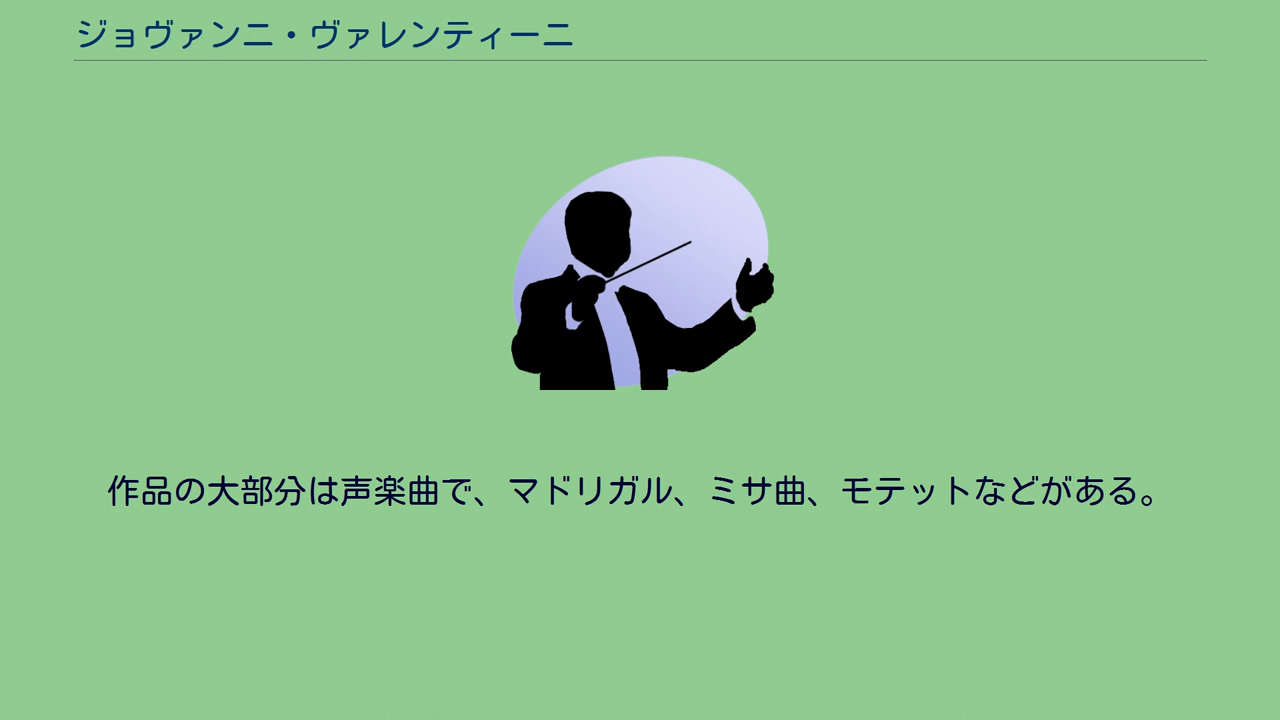 ジョヴァンニ・ヴァレンティーニ
作品の大部分は声楽曲で、マドリガル、ミサ曲、モテットなどがある。